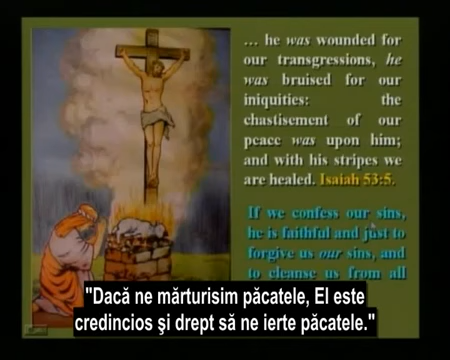 ... he was wounded for
our transgressions, he
was bruised for our
iniquities: the
chastisement of our
peace was upon him;
and with his stripes we
are healed. Isaiah 53:5.
If we confess our sins,
he is faithful and just to
forgive us our sins, and
to cleanse us from all
"Dacă ne mărturisim păcatele, El este
credincios şi drept să ne ierte păcatele."